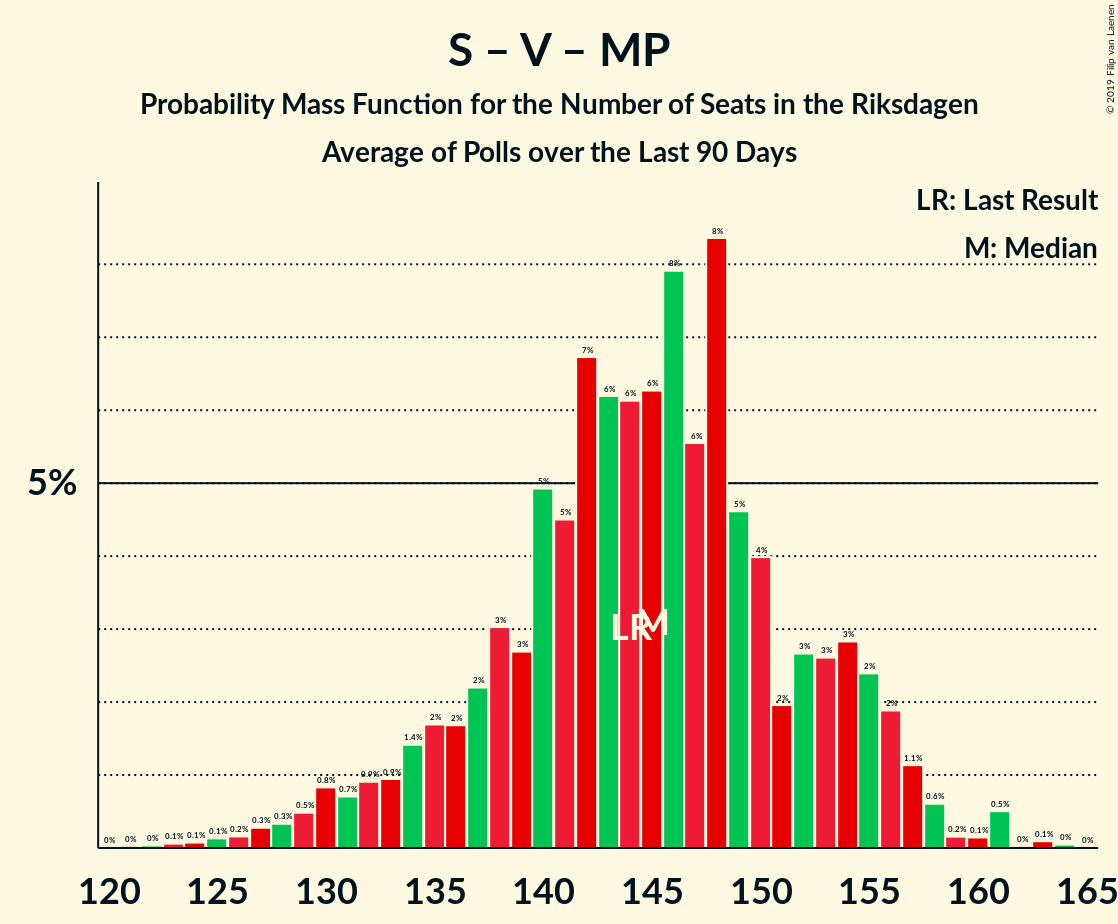 S – V – MP
Probability Mass Function for the Number of Seats in the Riksdagen
Average of Polls over the Last 90 Days
© 2019 Filip van Laenen
LR: Last Result
M: Median
5%
0% 0% 0% 0.1% 0.1% 0.1% 0.2% 0.3% 0.3% 0.5% 0.8% 0.7% 0.9% 0.9% 1.4% 2% 2% 2% 3% 3% 5% 5% 7% 6% 6% 6% 8% 6% 8% 5% 4% 2% 3% 3% 3% 2% 2% 1.1% 0.6% 0.2% 0.1% 0.5% 0% 0.1% 0% 0%
LR M
120 125 130 135 140 145 150 155 160 165